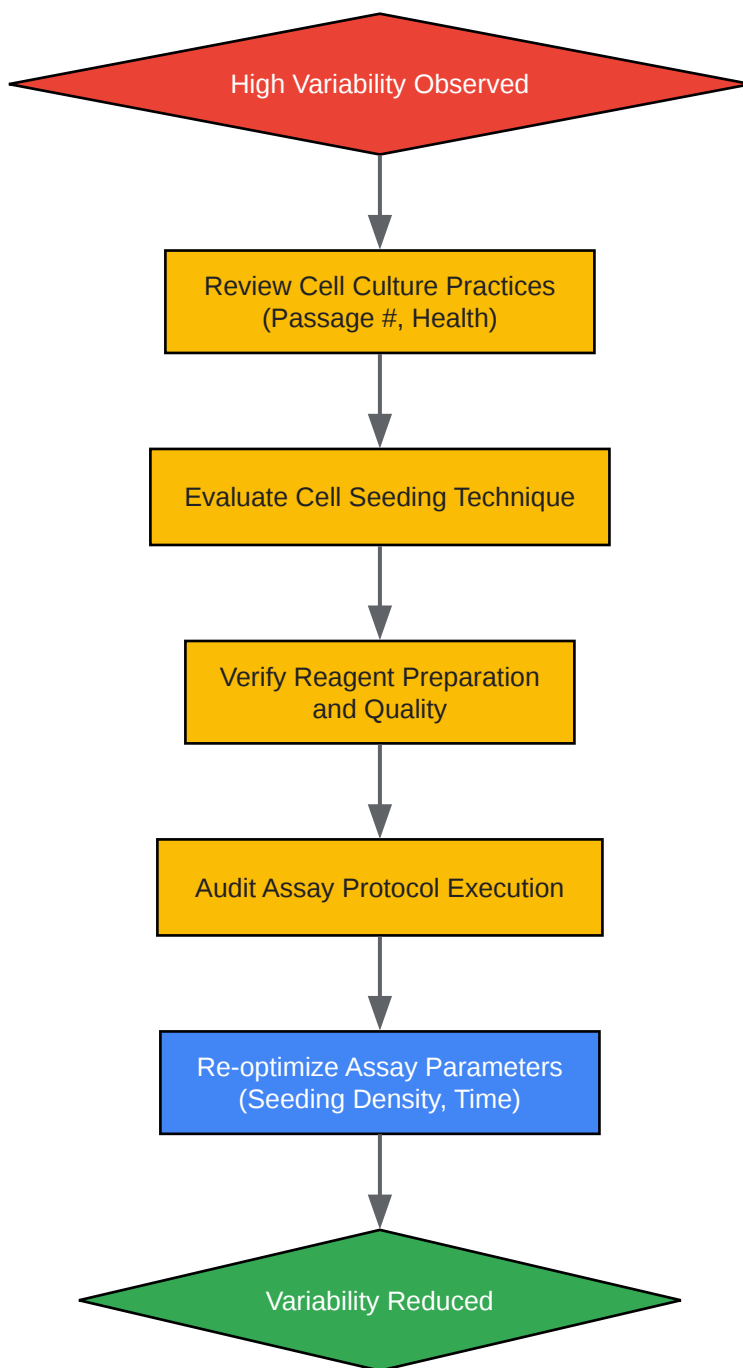 High Variability Observed
Review Cell Culture Practices
(Passage #, Health)
Evaluate Cell Seeding Technique
Verify Reagent Preparation
and Quality
Audit Assay Protocol Execution
Re-optimize Assay Parameters
(Seeding Density, Time)
Variability Reduced